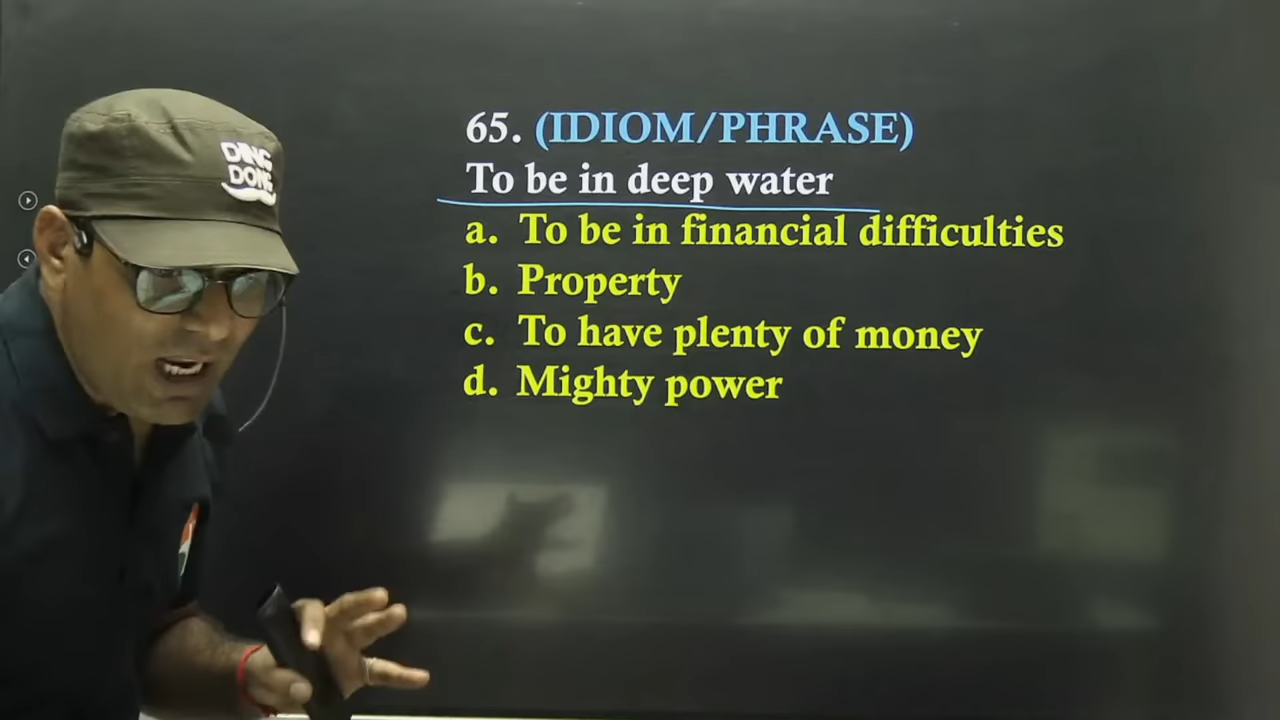 DING
DONG
65. (IDIOM/PHRASE)
To be in deep water
a. To be in financial difficulties
b. Property
c. To have plenty of money
d. Mighty power